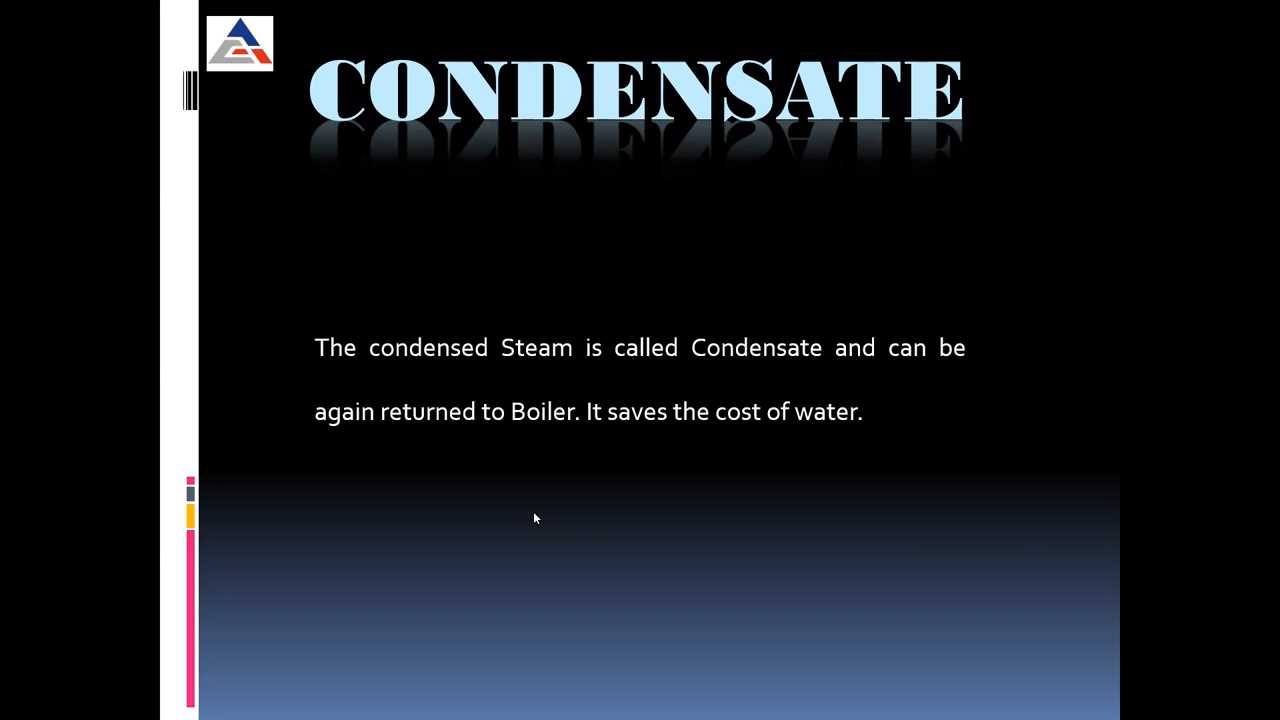 CONDENSATE
The condensed Steam is called Condensate and can be
again returned to Boiler. It saves the cost of water.